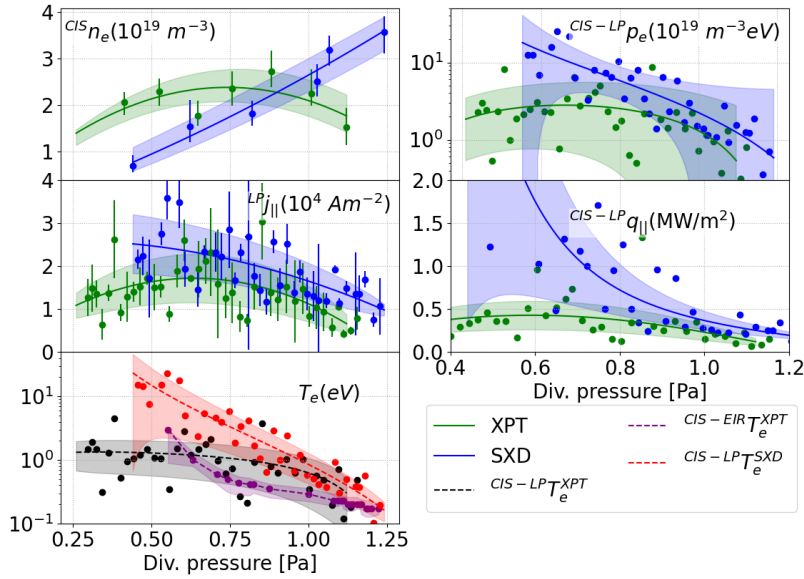 CIS n_e(10^19 m^-3)
4
3
2
1
CIS-LP p_e(10^19 m^-3 eV)
10^1
10^0
LP j_||(10^4 Am^-2)
4
3
2
1
0
CIS-LP q_||(MW/m^2)
2.0
1.5
1.0
0.5
0.0
0.4 0.6 0.8 1.0 1.2
Div. pressure [Pa]
T_e(eV)
10^1
10^0
10^-1
0.25 0.50 0.75 1.00 1.25
Div. pressure [Pa]
XPT
SXD
CIS-LP T_e^XPT
CIS-EIR T_e^XPT
CIS-LP T_e^SXD